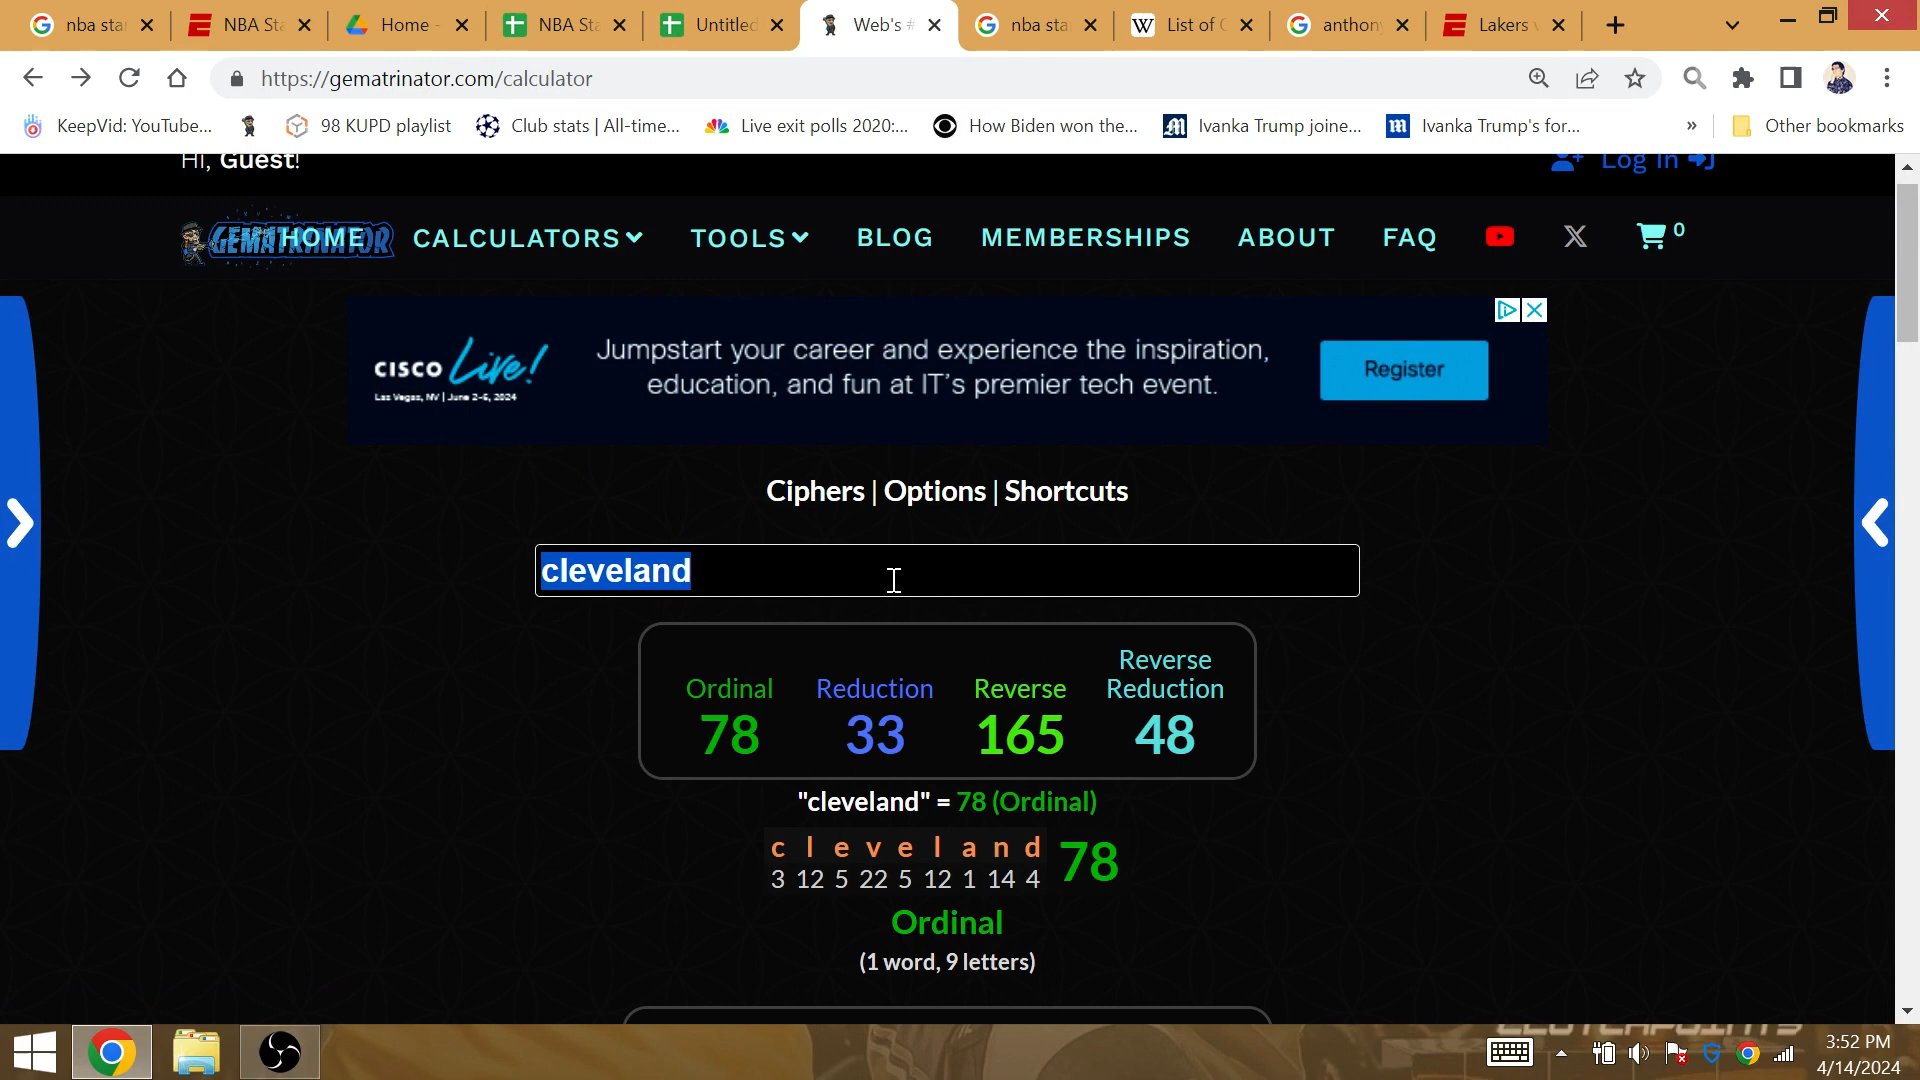 nba sta
NBA Sta
Home -
NBA Sta
Untitled
Web's #
nba sta
List of C
anthony
Lakers v
https://gematrinator.com/calculator
KeepVid: YouTube...
98 KUPD playlist
Club stats | All-time...
Live exit polls 2020:...
How Biden won the...
Ivanka Trump joine...
Ivanka Trump's for...
»
Other bookmarks
Hi, Guest!
Log In
GEMATRINATOR
HOME
CALCULATORS
TOOLS
BLOG
MEMBERSHIPS
ABOUT
FAQ
X
0
CISCO Live!
Las Vegas, NV | June 2-6, 2024
Jumpstart your career and experience the inspiration,
education, and fun at IT's premier tech event.
Register
Ciphers | Options | Shortcuts
cleveland
Ordinal
78
Reduction
33
Reverse
165
Reverse
Reduction
48
"cleveland" = 78 (Ordinal)
c l e v e l a n d
3 12 5 22 5 12 1 14 4
78
Ordinal
(1 word, 9 letters)
CLUTCHPOINTS
3:52 PM
4/14/2024